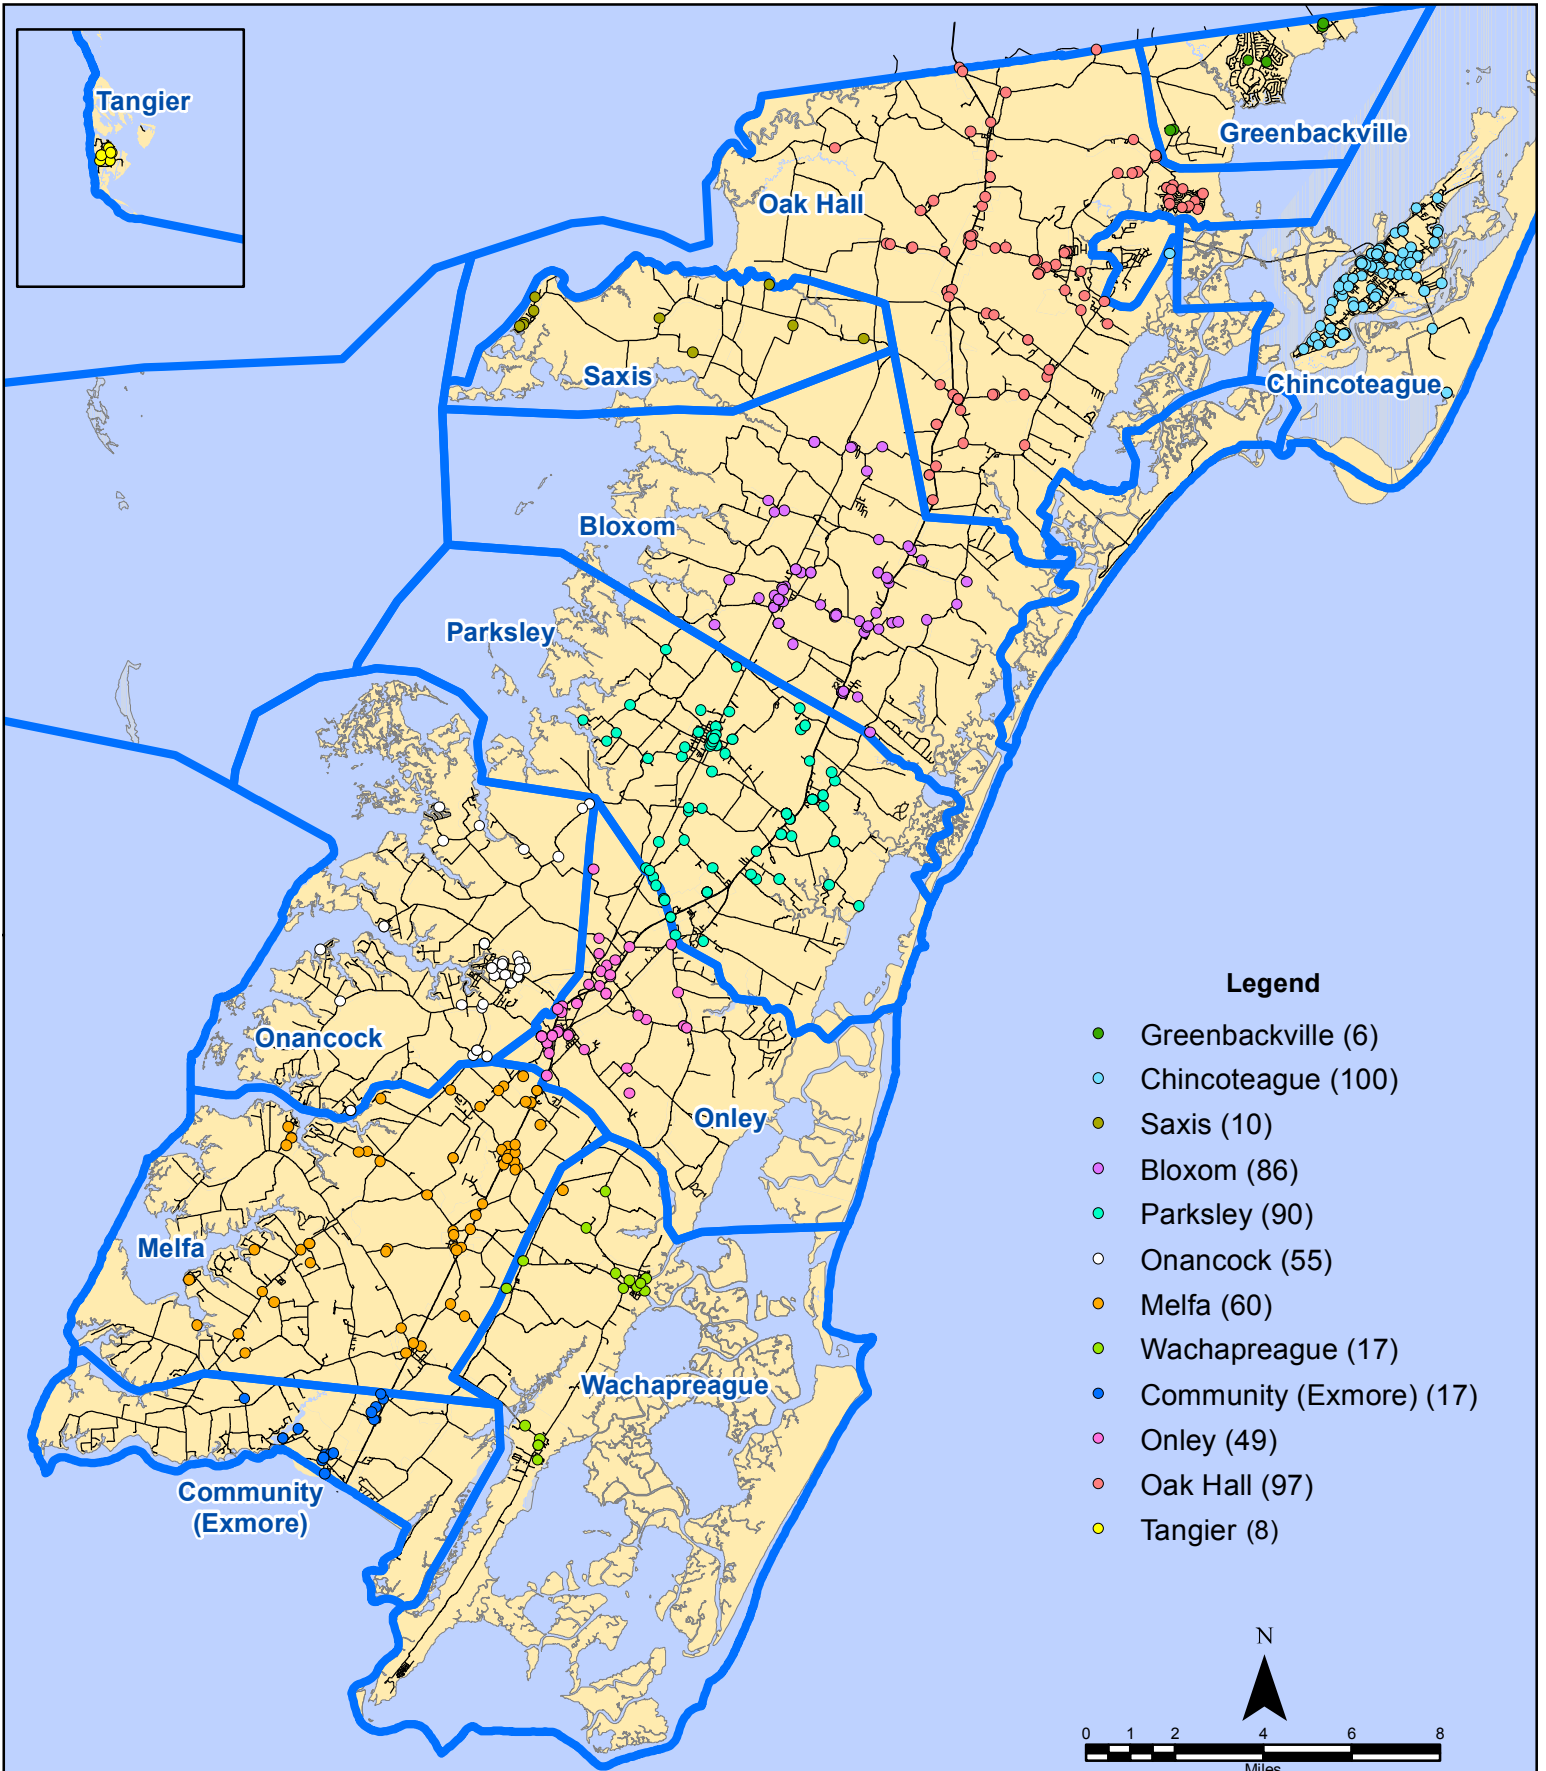 Tangier
Greenbackville
Oak Hall
Saxis
Chincoteague
Bloxom
Parksley
Onancock
Onley
Melfa
Wachapreague
Community
(Exmore)
Legend
Greenbackville (6)
Chincoteague (100)
Saxis (10)
Bloxom (86)
Parksley (90)
Onancock (55)
Melfa (60)
Wachapreague (17)
Community (Exmore) (17)
Onley (49)
Oak Hall (97)
Tangier (8)
N
0 1 2 4 6 8
Miles